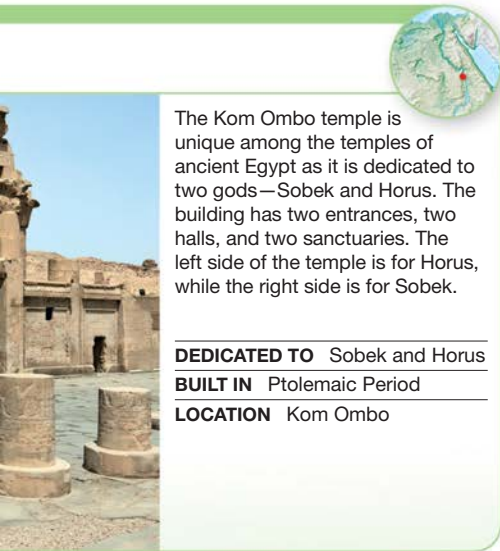 The Kom Ombo temple is
unique among the temples of
ancient Egypt as it is dedicated to
two gods—Sobek and Horus. The
building has two entrances, two
halls, and two sanctuaries. The
left side of the temple is for Horus,
while the right side is for Sobek.
DEDICATED TO Sobek and Horus
BUILT IN Ptolemaic Period
LOCATION Kom Ombo